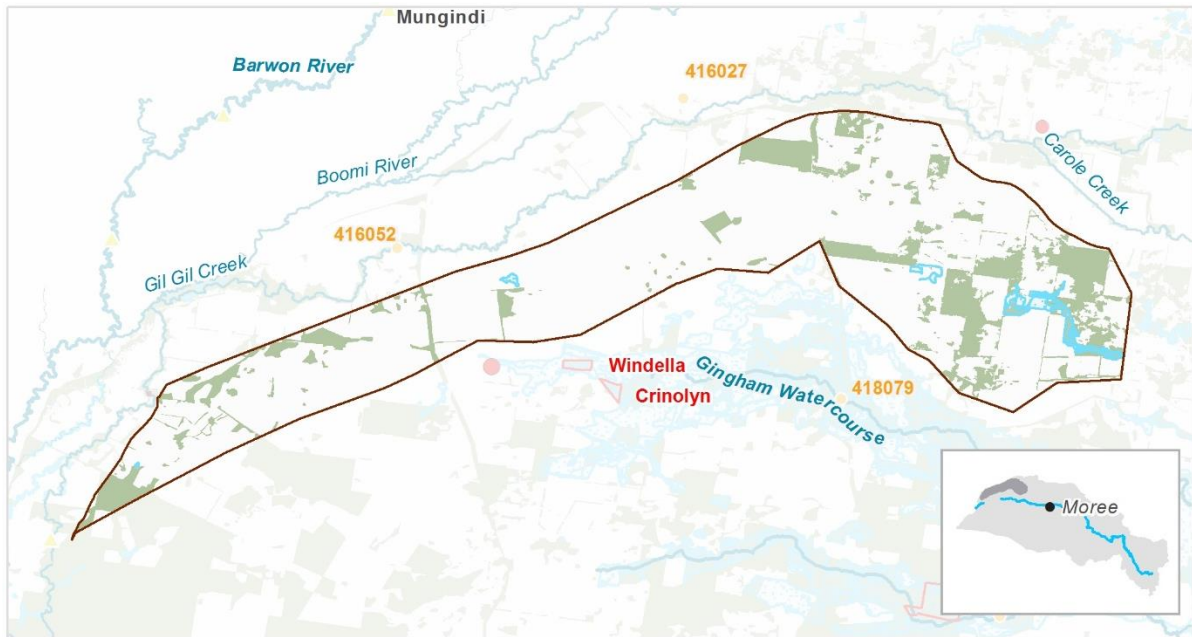 Mungindi
Barwon River
416027
Boomi River
Carole Creek
416052
Gil Gil Creek
Windella
Crinolyn
Gingham Watercourse
418079
Moree